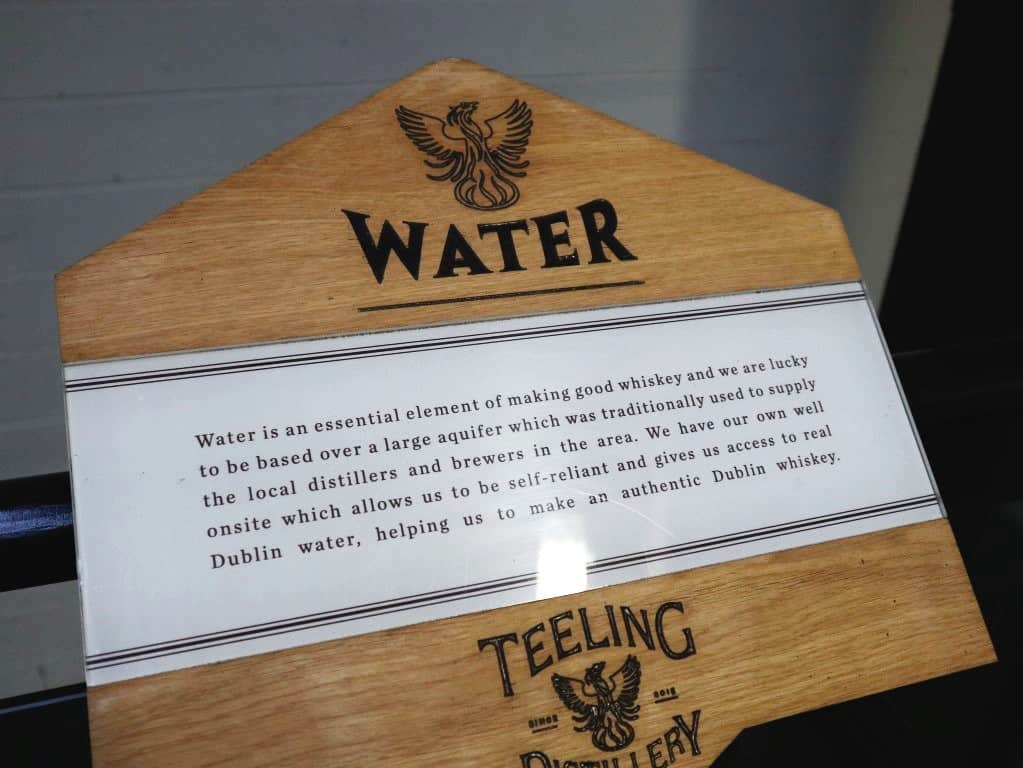 WATER
Water is an essential element of making good whiskey and we are lucky
to be based over a large aquifer which was traditionally used to supply
the local distillers and brewers in the area. We have our own well
onsite which allows us to be self-reliant and gives us access to real
Dublin water, helping us to make an authentic Dublin whiskey.
TEELING
SINCE 2015
DISTILLERY